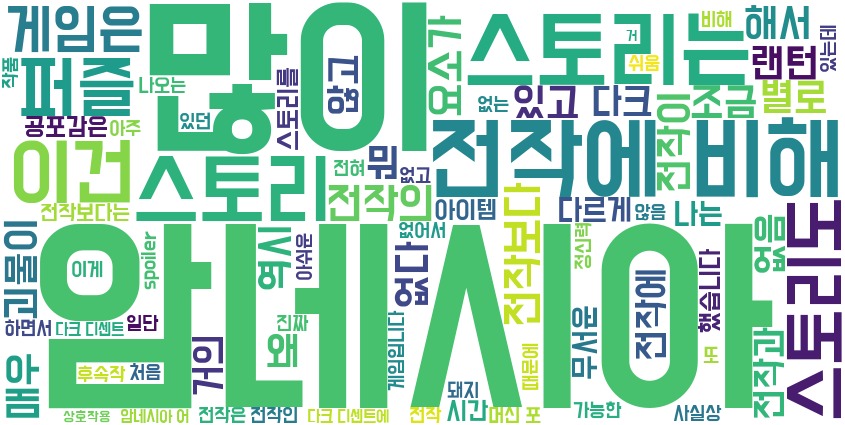 게임은 많이 스토리는 해서
작품 퍼즐 나오는 않고 요소가 비해 거 쉬움 랜턴 있는데
공포감은 아주 있던 스토리를 없는 있고 다크 전작이 조금 별로
이건 스토리 전혀 뭐 없고 전작에 비해
전작보다는 전작인 아이템 전작보다 다르게 않음 나는
괴물이 이게 spoiler 역시 아쉬운 없어서 없다 정신력 없음 스토리도
암네시아
하면서 다크 디센트 일단 진짜 왜 게임입니다 무서운 전작에 했습니다
매우 후속작 처음 거의 때문에 또 전작과
상호작용 암네시아 어 전작은 전작인 다크 디센트에 전작 돼지 시간 머신 포 가능한 사실상